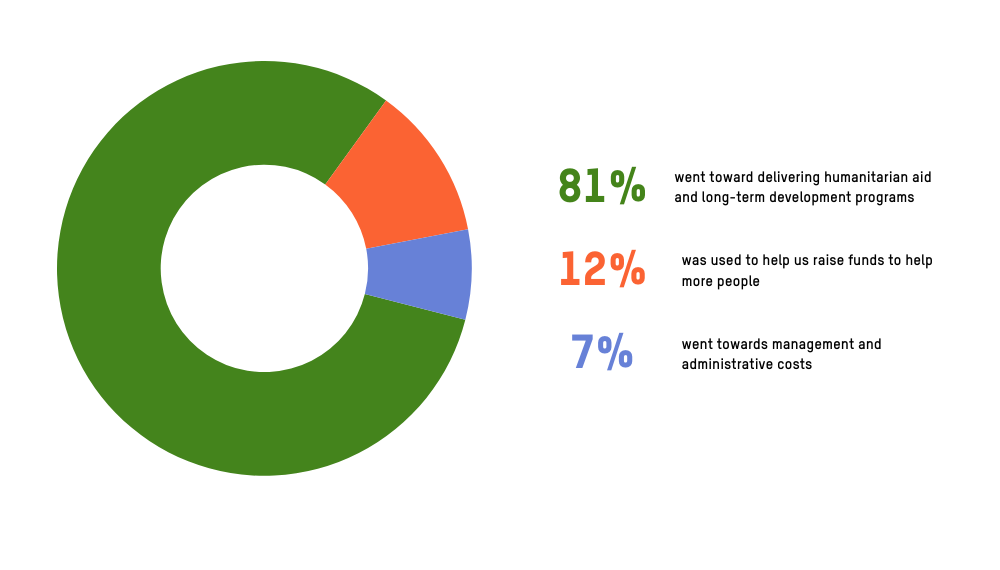 81%
went toward delivering humanitarian aid
and long-term development programs
12%
was used to help us raise funds to help
more people
7%
went towards management and
administrative costs